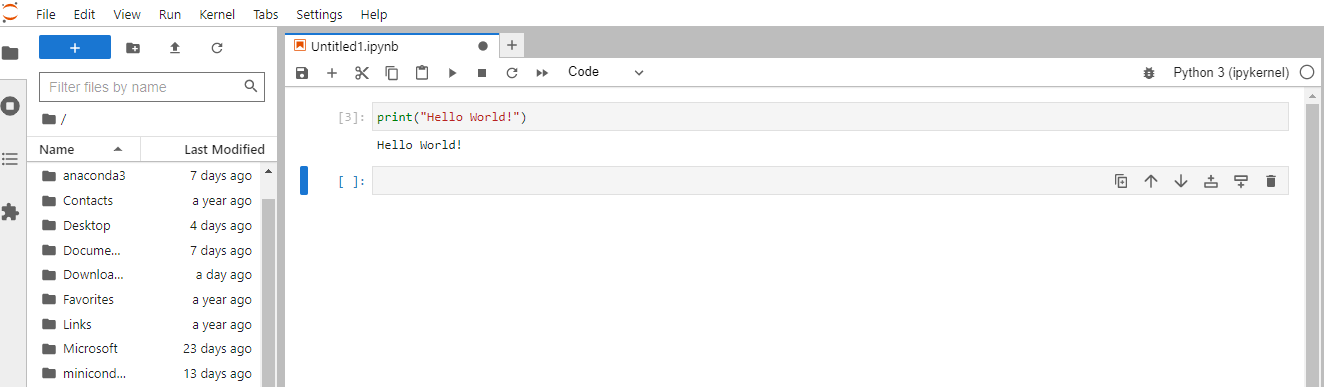 File Edit View Run Kernel Tabs Settings Help
Untitled1.ipynb
Code
Python 3 (ipykernel)
Filter files by name
/
Name Last Modified
anaconda3 7 days ago
Contacts a year ago
Desktop 4 days ago
Docume... 7 days ago
Downloa... a day ago
Favorites a year ago
Links a year ago
Microsoft 23 days ago
minicond... 13 days ago
[3]: print("Hello World!")
Hello World!
[ ]: